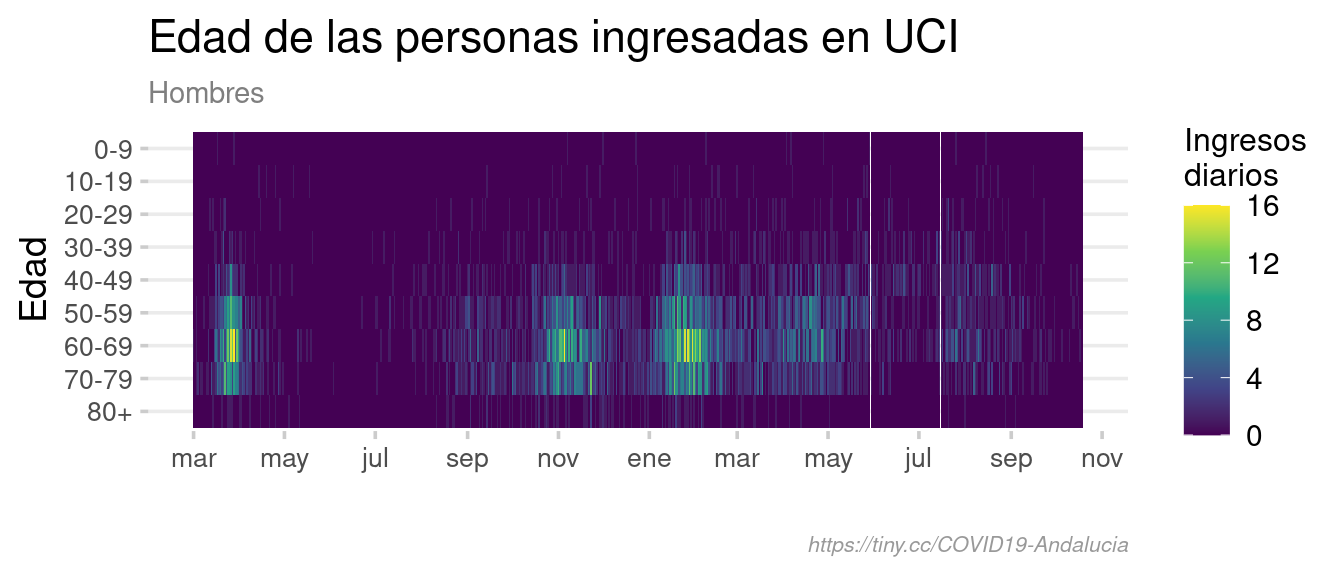 Edad de las personas ingresadas en UCI
Hombres
Edad
0-9
10-19
20-29
30-39
40-49
50-59
60-69
70-79
80+
mar may jul sep nov ene mar may jul sep nov
Ingresos
diarios
16
12
8
4
0
https://tiny.cc/COVID19-Andalucia